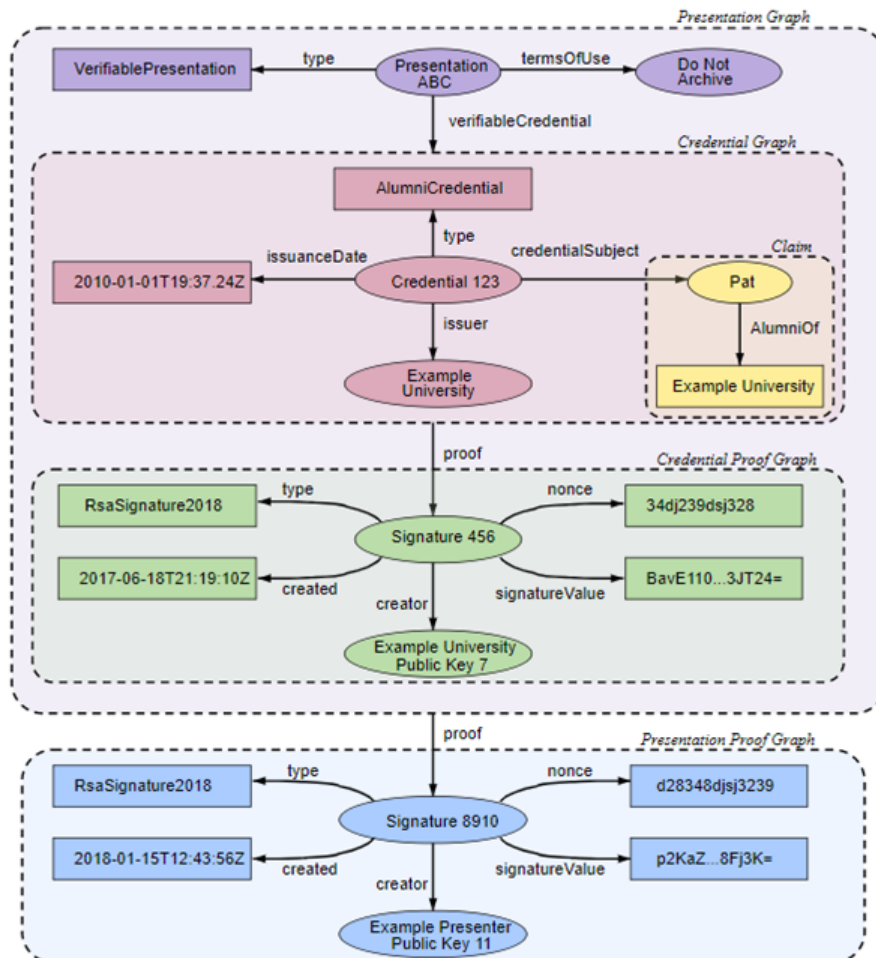 Presentation Graph
VerifiablePresentation
type
Presentation
ABC
termsOfUse
Do Not
Archive
verifiableCredential
Credential Graph
AlumniCredential
type
issuanceDate
credentialSubject
Claim
2010-01-01T19:37.24Z
Credential 123
Pat
issuer
AlumniOf
Example
University
Example University
proof
Credential Proof Graph
RsaSignature2018
type
nonce
34dj239dsj328
Signature 456
2017-06-18T21:19:10Z
created
signatureValue
BavE110...3JT24=
creator
Example University
Public Key 7
proof
Presentation Proof Graph
RsaSignature2018
type
nonce
d28348djsj3239
Signature 8910
2018-01-15T12:43:56Z
created
signatureValue
p2KaZ...8Fj3K=
creator
Example Presenter
Public Key 11